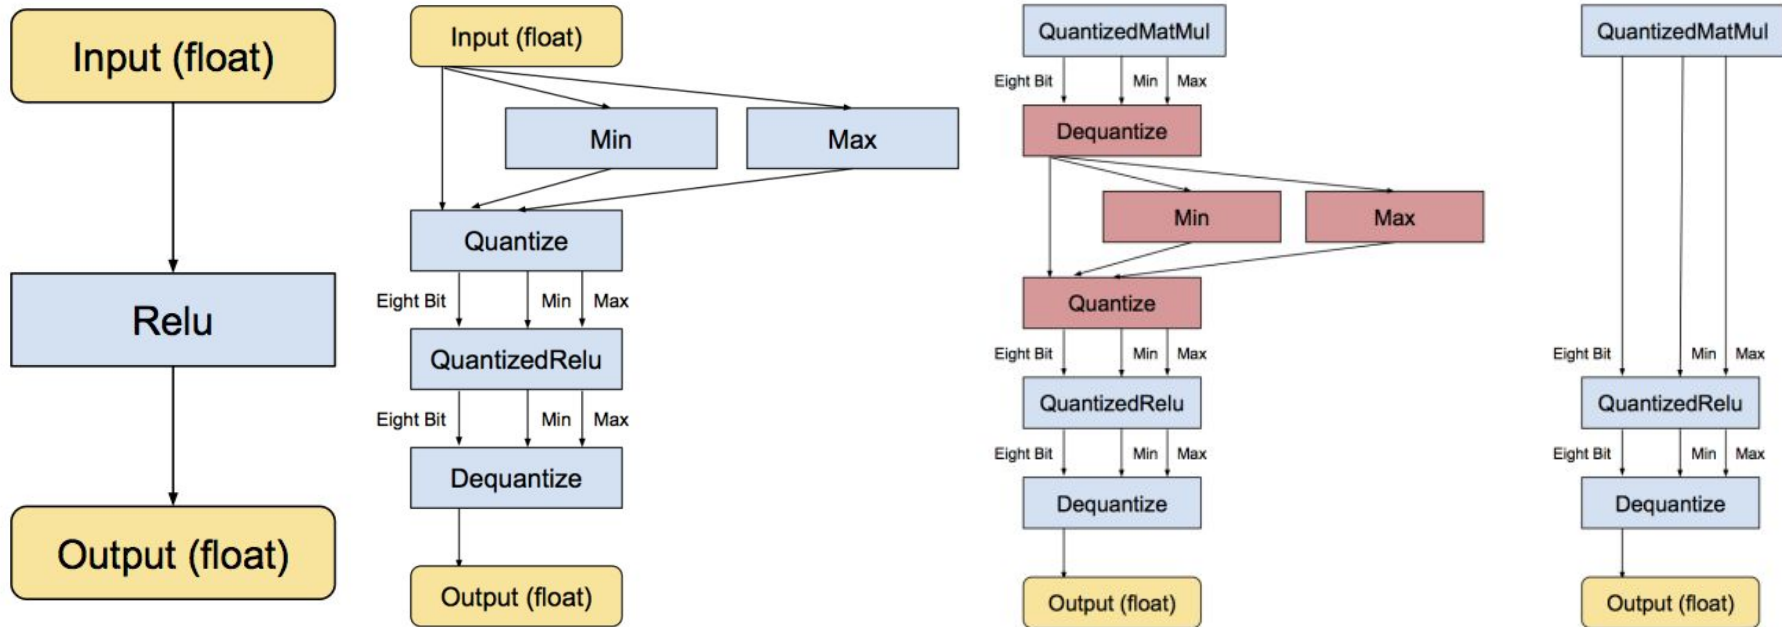 Input (float)
Relu
Output (float)
Input (float)
Min
Max
Quantize
Eight Bit Min Max
QuantizedRelu
Eight Bit Min Max
Dequantize
Output (float)
QuantizedMatMul
Eight Bit Min Max
Dequantize
Min
Max
Quantize
Eight Bit Min Max
QuantizedRelu
Eight Bit Min Max
Dequantize
Output (float)
QuantizedMatMul
Eight Bit Min Max
QuantizedRelu
Eight Bit Min Max
Dequantize
Output (float)